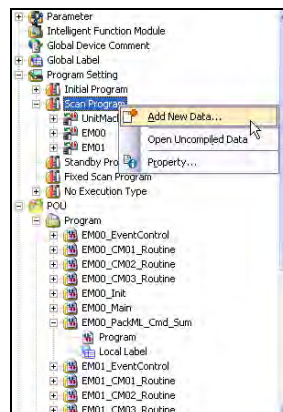 Parameter
Intelligent Function Module
Global Device Comment
Global Label
Program Setting
Initial Program
Scan Program
Add New Data...
UnitMac
EM00
Open Uncompiled Data
EM01
Standby Pro
Property...
Fixed Scan Program
No Execution Type
POU
Program
EM00_EventControl
EM00_CM01_Routine
EM00_CM02_Routine
EM00_CM03_Routine
EM00_Init
EM00_Main
EM00_PackML_Cmd_Sum
Program
Local Label
EM01_EventControl
EM01_CM01_Routine
EM01_CM02_Routine
EM01_CM03_Routine